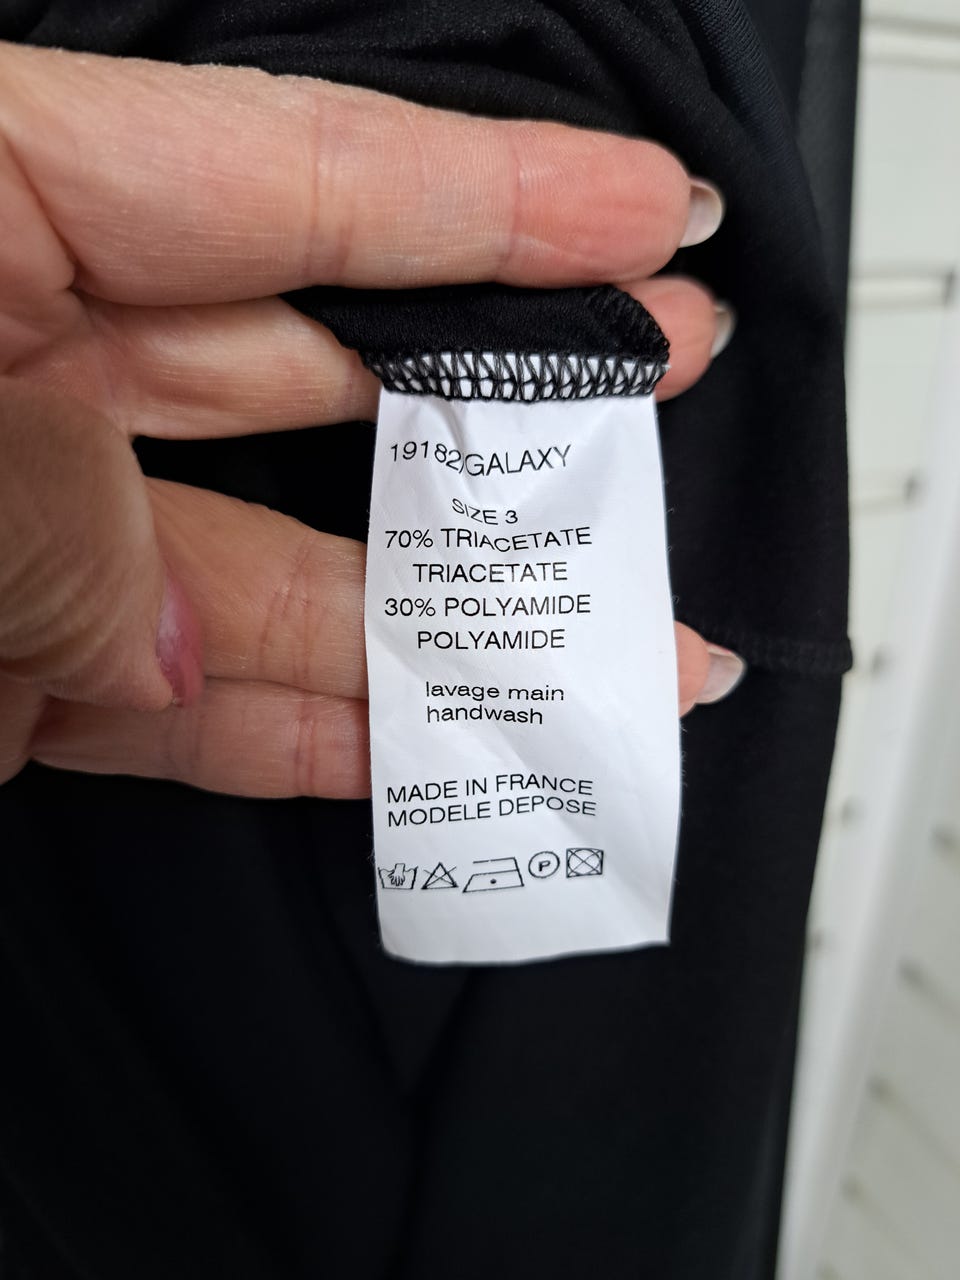 19182/GALAXY
SIZE 3
70% TRIACETATE
TRIACETATE
30% POLYAMIDE
POLYAMIDE
lavage main
handwash
MADE IN FRANCE
MODELE DEPOSE
P